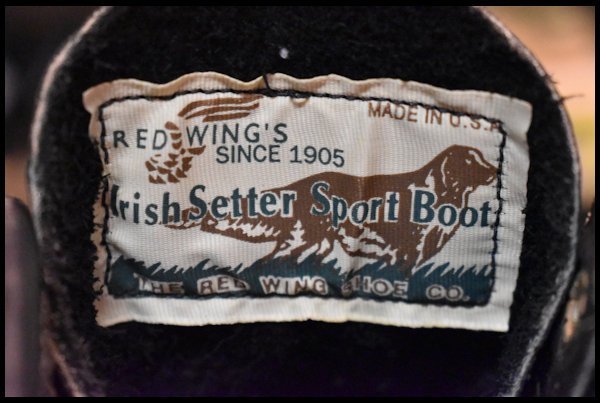 MADE IN U.S.A
RED WING'S
SINCE 1905
Irish Setter Sport Boot
THE RED WING SHOE CO.